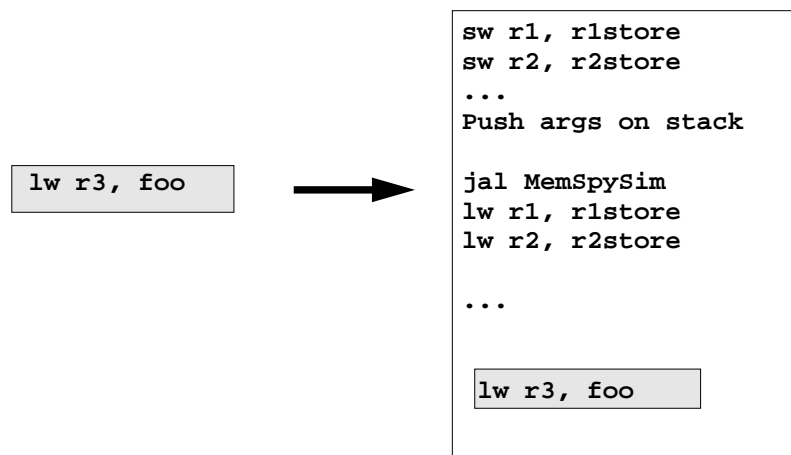 lw r3, foo
sw r1, r1store
sw r2, r2store
...
Push args on stack
jal MemSpySim
lw r1, r1store
lw r2, r2store
...
lw r3, foo